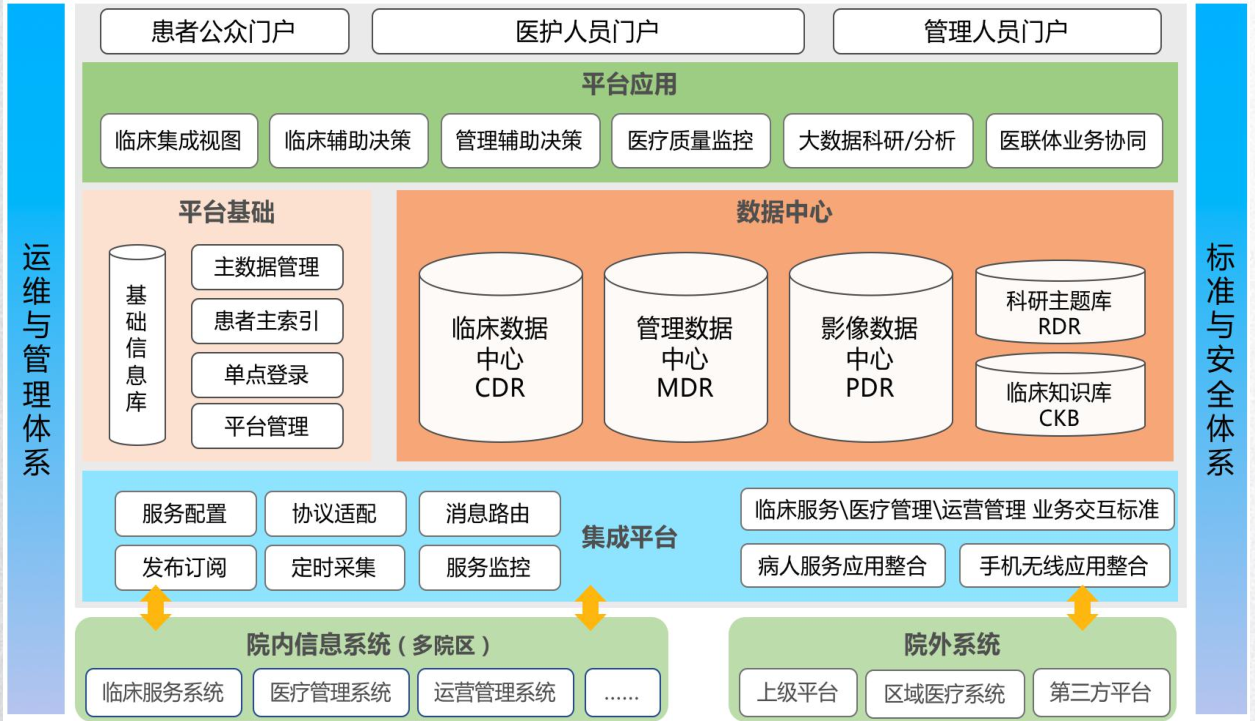 运维与管理体系
患者公众门户
医护人员门户
管理人员门户
平台应用
临床集成视图
临床辅助决策
管理辅助决策
医疗质量监控
大数据科研/分析
医联体业务协同
平台基础
基础信息库
主数据管理
患者主索引
单点登录
平台管理
数据中心
临床数据
中心
CDR
管理数据
中心
MDR
影像数据
中心
PDR
科研主题库
RDR
临床知识库
CKB
服务配置
协议适配
消息路由
发布订阅
定时采集
服务监控
集成平台
临床服务\医疗管理\运营管理 业务交互标准
病人服务应用整合
手机无线应用整合
院内信息系统（多院区）
临床服务系统
医疗管理系统
运营管理系统
......
院外系统
上级平台
区域医疗系统
第三方平台
标准与安全体系